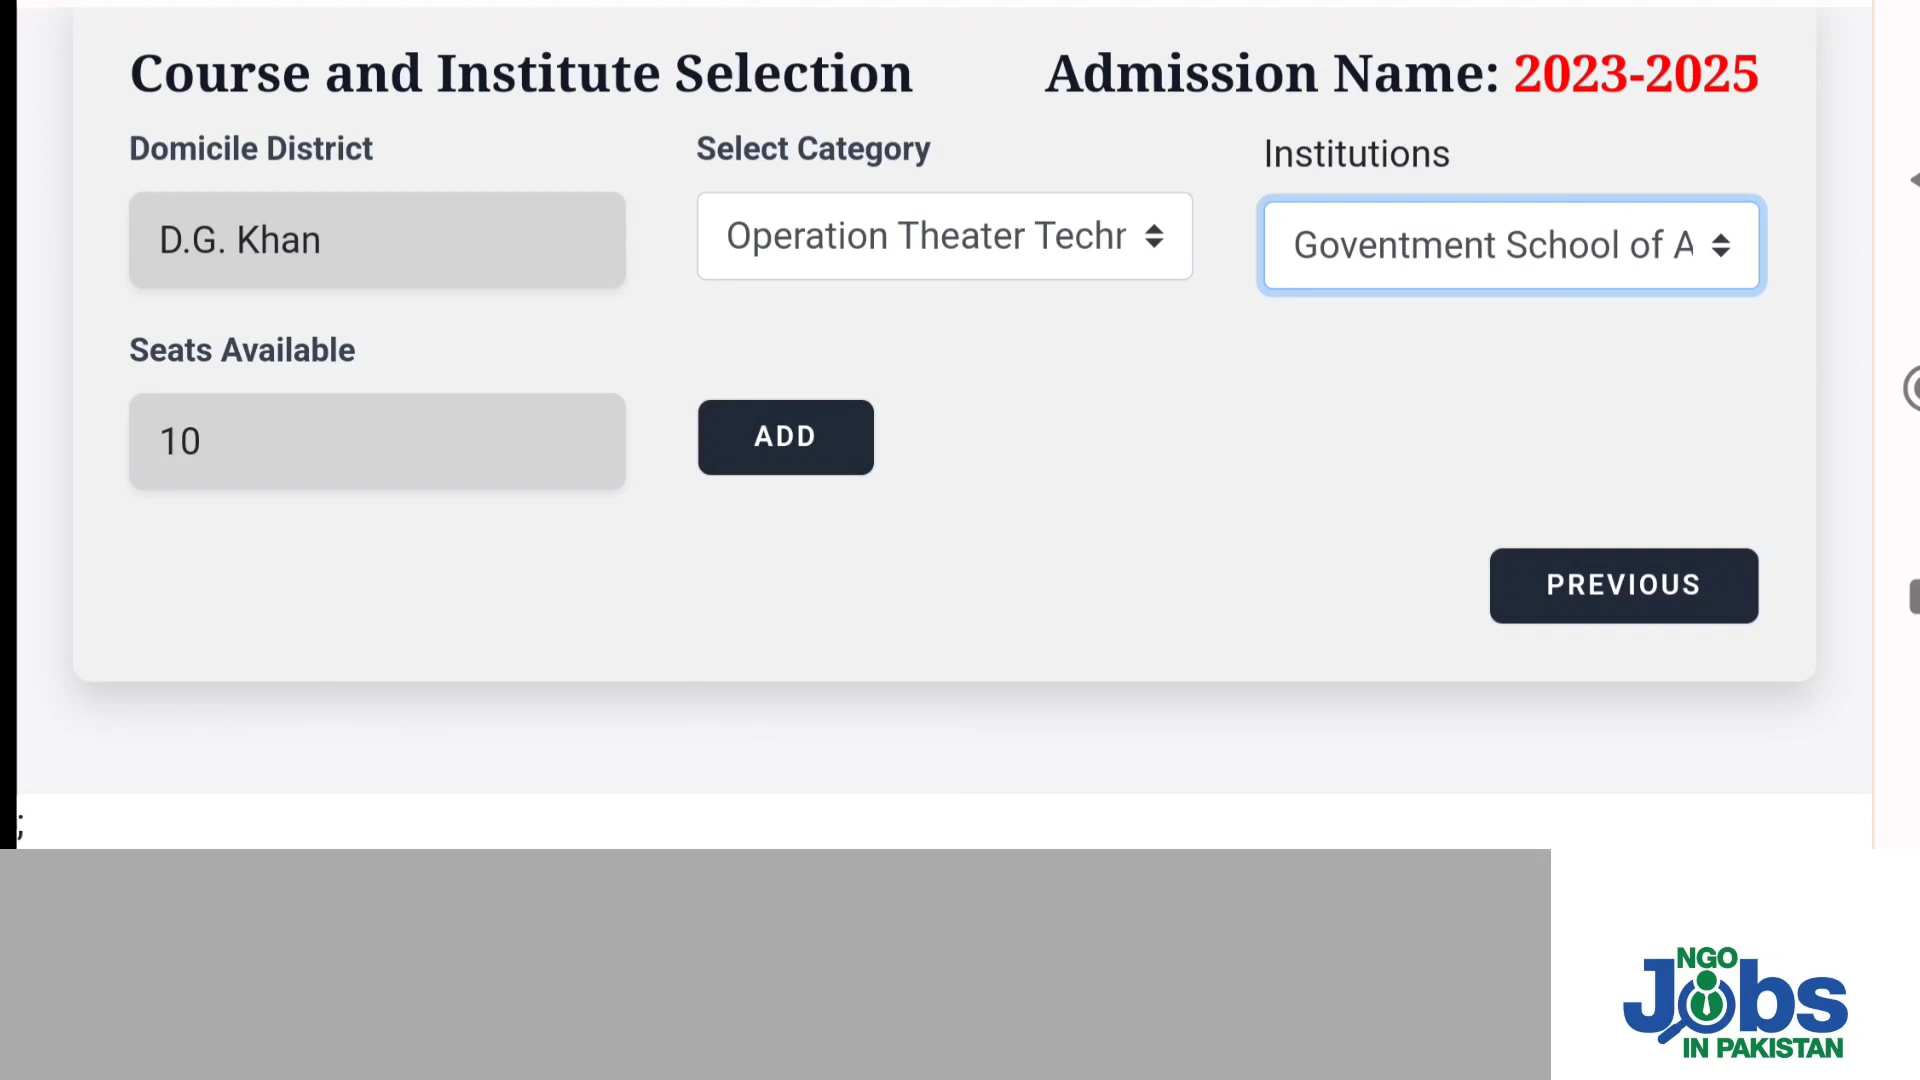 Course and Institute Selection
Admission Name: 2023-2025
Domicile District
Select Category
Institutions
D.G. Khan
Operation Theater Techr
Goventment School of A
Seats Available
10
ADD
PREVIOUS
;
NGO
Jobs
IN PAKISTAN